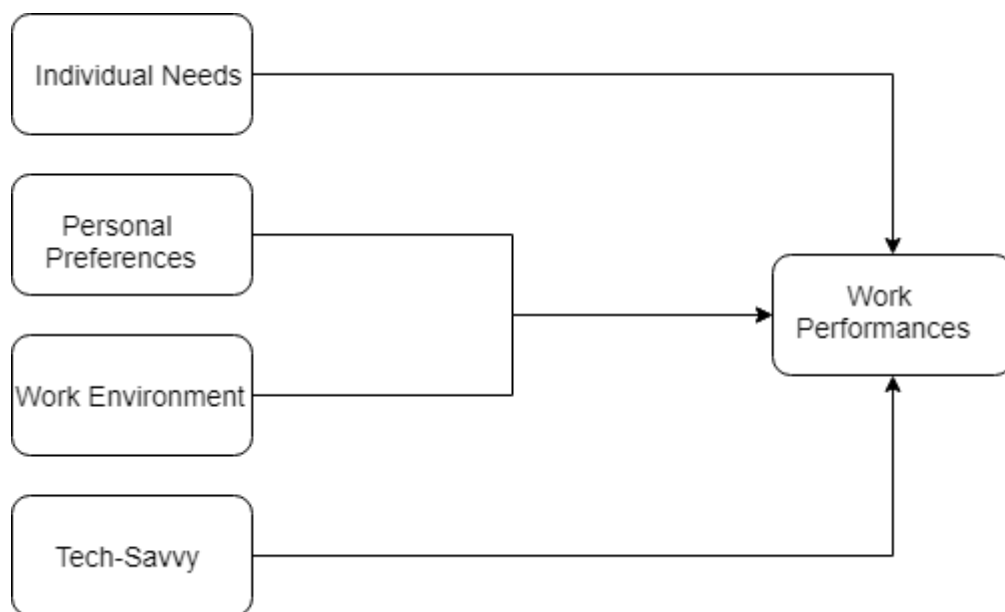 Individual Needs
Personal
Preferences
Work Environment
Tech-Savvy
Work
Performances